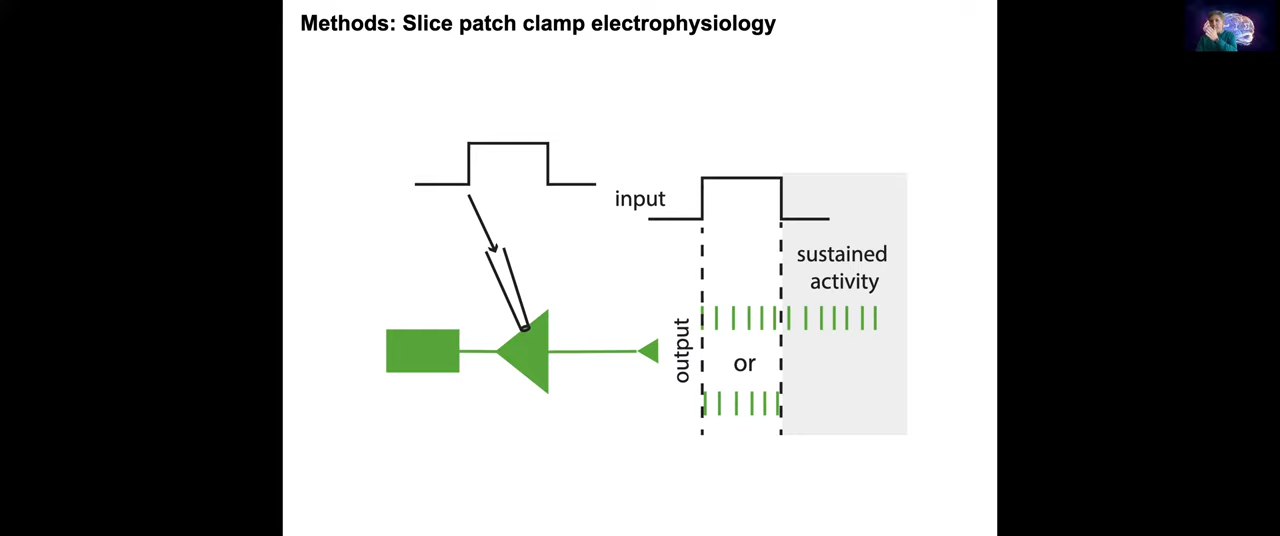 Methods: Slice patch clamp electrophysiology
input
sustained
activity
output
or